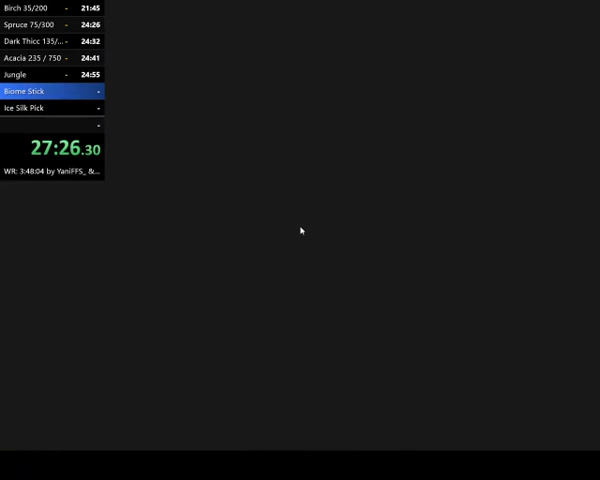 Birch 35/200 - 21:45
Spruce 75/300 - 24:26
Dark Thicc 135/... - 24:32
Acacia 235 / 750 - 24:41
Jungle - 24:55
Biome Stick -
Ice Silk Pick -
-
27:26.30
WR: 3:48:04 by YaniFFS_ &...